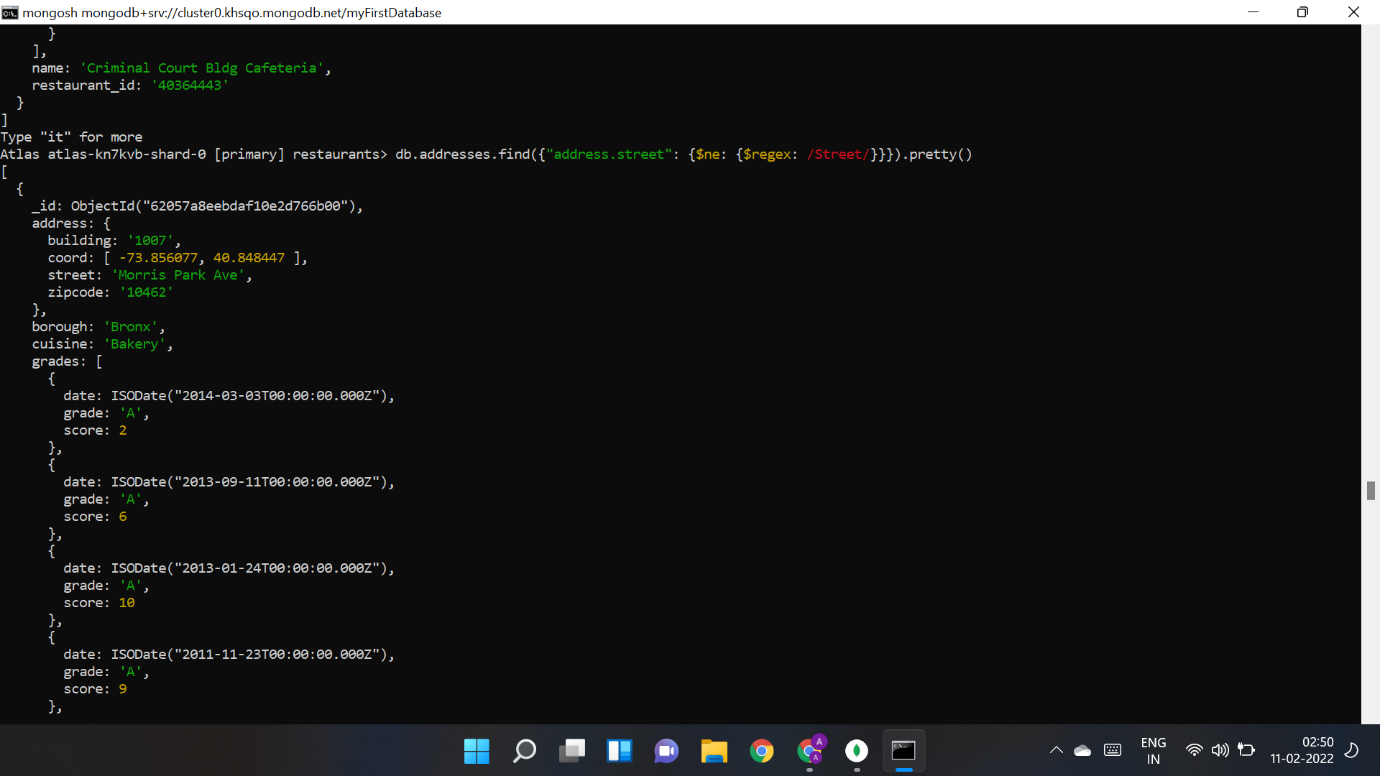 mongosh mongodb+srv://cluster0.khsqo.mongodb.net/myFirstDatabase
}
],
name: 'Criminal Court Bldg Cafeteria',
restaurant_id: '40364443'
}
]
Type "it" for more
Atlas atlas-kn7kvb-shard-0 [primary] restaurants> db.addresses.find({"address.street": {$ne: {$regex: /Street/}}}).pretty()
[
{
_id: ObjectId("62057a8eebdaf10e2d766b00"),
address: {
building: '1007',
coord: [ -73.856077, 40.848447 ],
street: 'Morris Park Ave',
zipcode: '10462'
},
borough: 'Bronx',
cuisine: 'Bakery',
grades: [
{
date: ISODate("2014-03-03T00:00:00.000Z"),
grade: 'A',
score: 2
},
{
date: ISODate("2013-09-11T00:00:00.000Z"),
grade: 'A',
score: 6
},
{
date: ISODate("2013-01-24T00:00:00.000Z"),
grade: 'A',
score: 10
},
{
date: ISODate("2011-11-23T00:00:00.000Z"),
grade: 'A',
score: 9
},
ENG
IN
02:50
11-02-2022